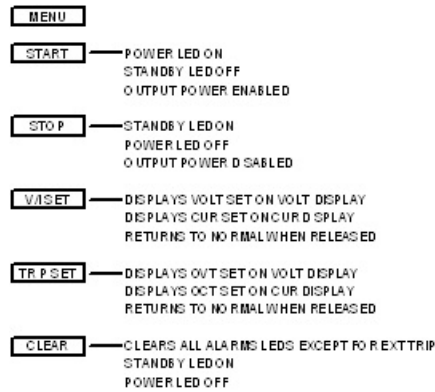 MENU
START
POWER LED ON
STANDBY LED OFF
OUTPUT POWER ENABLED
STOP
STANDBY LED ON
POWER LED OFF
OUTPUT POWER DISABLED
V/I SET
DISPLAYS VOLT SET ON VOLT DISPLAY
DISPLAYS CUR SET ON CUR DISPLAY
RETURNS TO NORMAL WHEN RELEASED
TRP SET
DISPLAYS OVT SET ON VOLT DISPLAY
DISPLAYS OCT SET ON CUR DISPLAY
RETURNS TO NORMAL WHEN RELEASED
CLEAR
CLEARS ALL ALARMS LEDS EXCEPT FOR EXT TRIP
STANDBY LED ON
POWER LED OFF